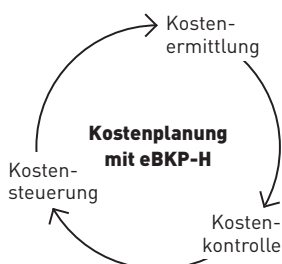 Kosten-
ermittlung
Kostenplanung
mit eBKP-H
Kosten-
steuerung
Kosten-
kontrolle